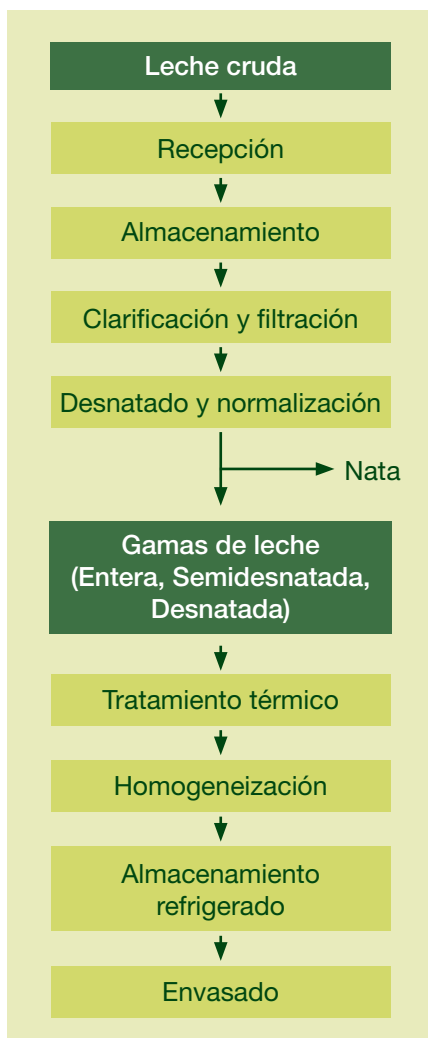 Leche cruda
Recepción
Almacenamiento
Clarificación y filtración
Desnatado y normalización
Nata
Gamas de leche
(Entera, Semidesnatada,
Desnatada)
Tratamiento térmico
Homogeneización
Almacenamiento
refrigerado
Envasado